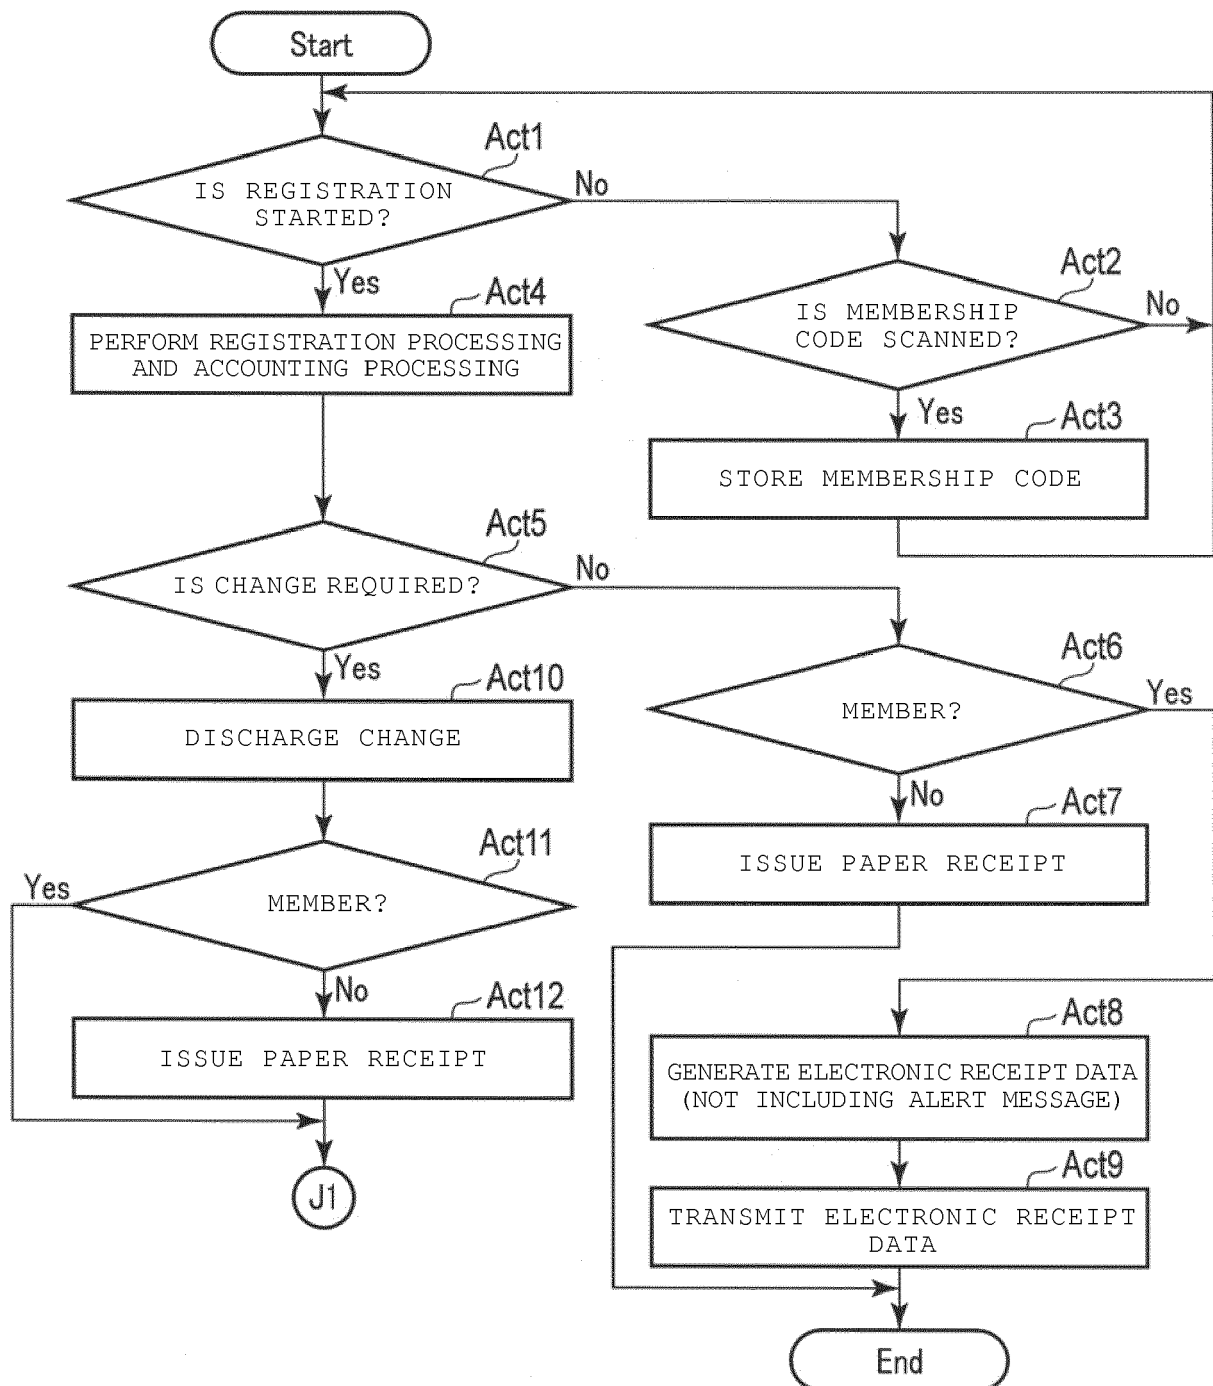 Start
Act1
IS REGISTRATION
STARTED?
No
Yes
Act2
IS MEMBERSHIP
CODE SCANNED?
No
Yes
Act3
STORE MEMBERSHIP CODE
Act4
PERFORM REGISTRATION PROCESSING
AND ACCOUNTING PROCESSING
Act5
IS CHANGE REQUIRED?
No
Yes
Act6
MEMBER?
Yes
No
Act7
ISSUE PAPER RECEIPT
Act8
GENERATE ELECTRONIC RECEIPT DATA
(NOT INCLUDING ALERT MESSAGE)
Act9
TRANSMIT ELECTRONIC RECEIPT
DATA
End
Act10
DISCHARGE CHANGE
Act11
MEMBER?
Yes
No
Act12
ISSUE PAPER RECEIPT
J1